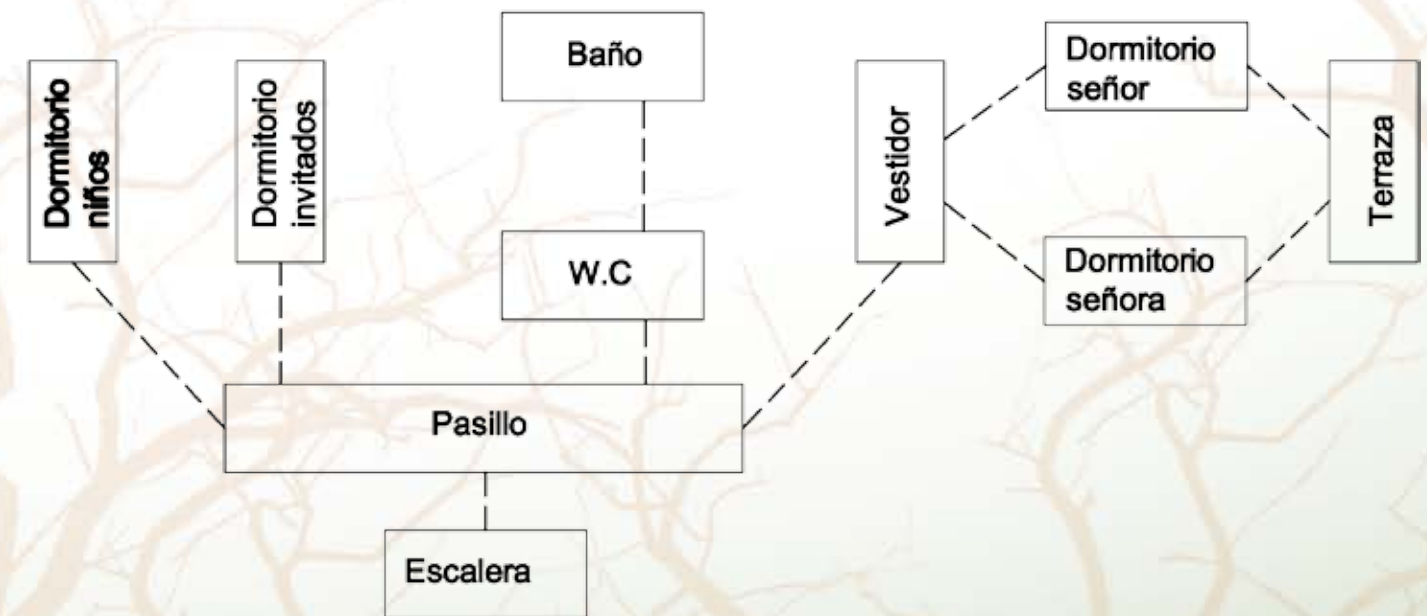 Dormitorio
niños
Dormitorio
invitados
Baño
W.C
Vestidor
Dormitorio
señor
Dormitorio
señora
Terraza
Pasillo
Escalera